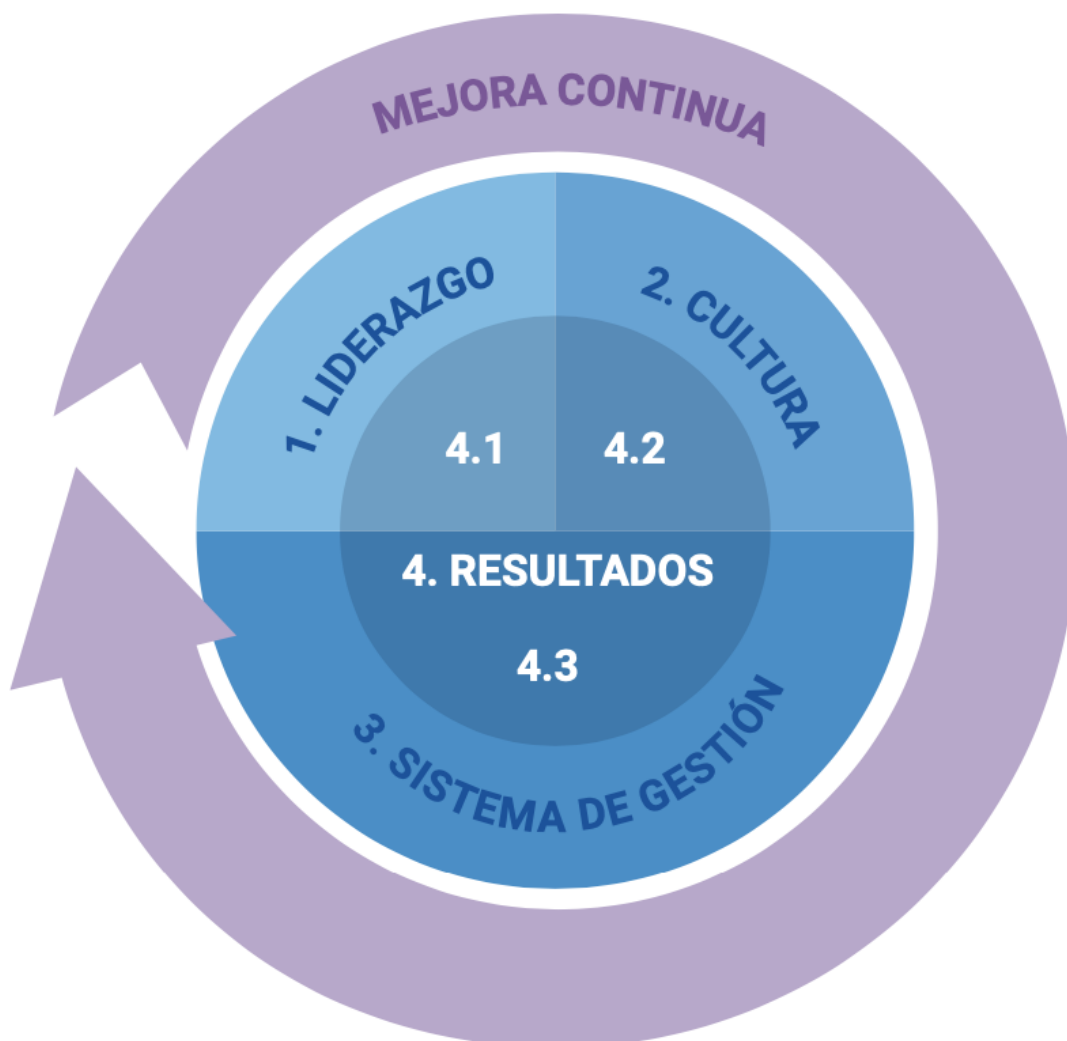 MEJORA CONTINUA
1. LIDERAZGO
2. CULTURA
4.1
4.2
4. RESULTADOS
4.3
3. SISTEMA DE GESTIÓN